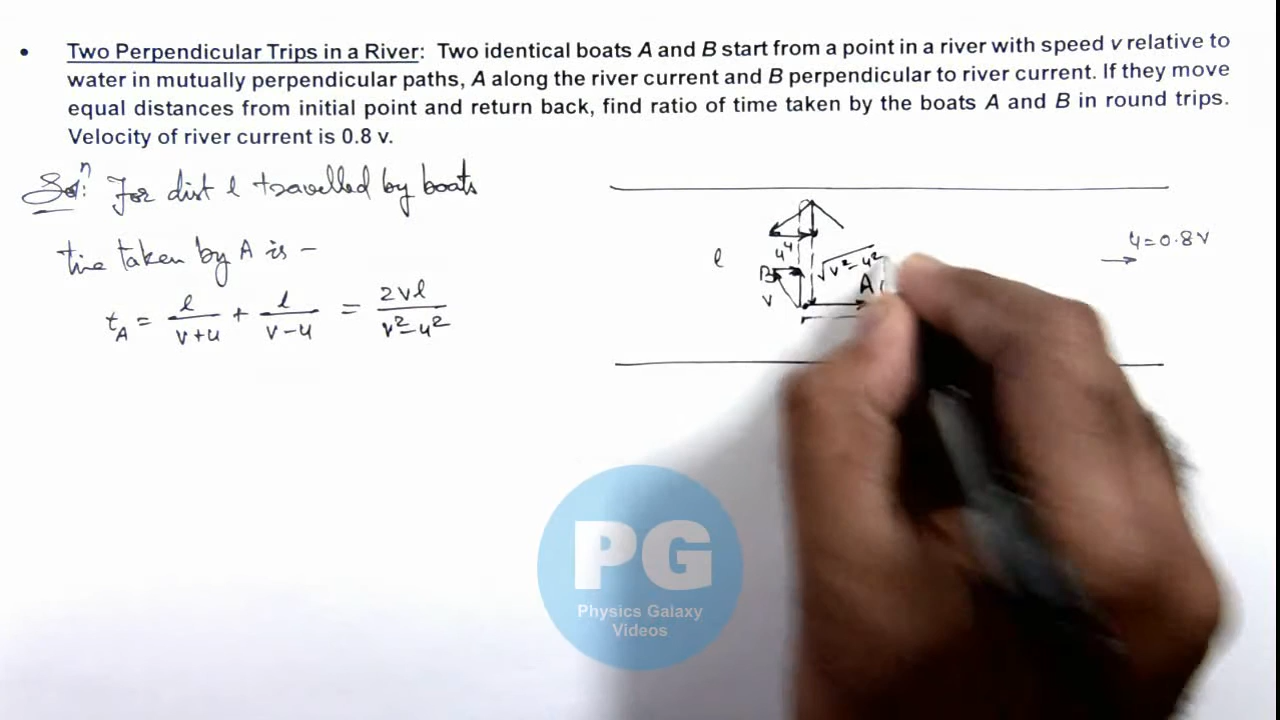 • Two Perpendicular Trips in a River: Two identical boats A and B start from a point in a river with speed v relative to
water in mutually perpendicular paths, A along the river current and B perpendicular to river current. If they move
equal distances from initial point and return back, find ratio of time taken by the boats A and B in round trips.
Velocity of river current is 0.8 v.
Solⁿ: For dist l travelled by boats
time taken by A is –
t_A = l/(v+u) + l/(v-u) = 2vl/(v²-u²)
u = 0.8v
l
u
u
B
v
√(v²-u²)
A
PG
Physics Galaxy
Videos